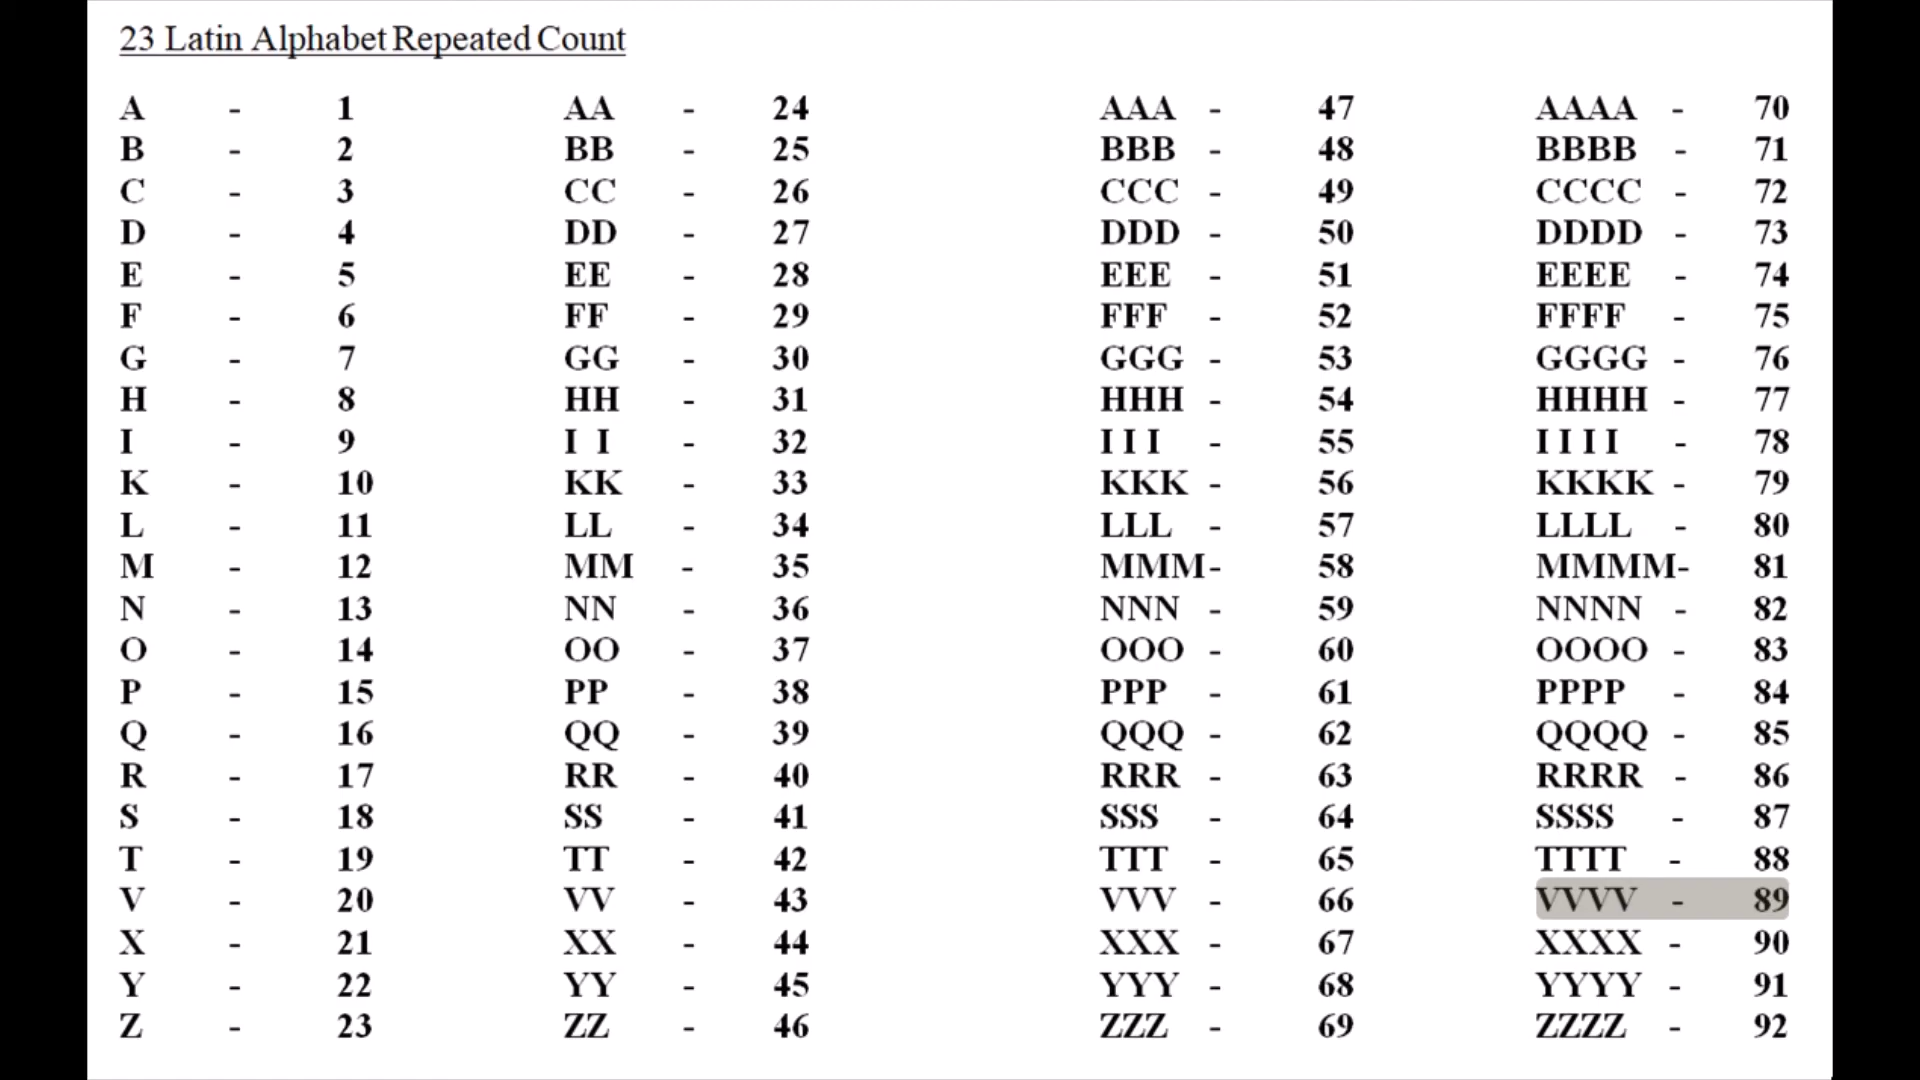 23 Latin Alphabet Repeated Count
A - 1 AA - 24 AAA - 47 AAAA - 70
B - 2 BB - 25 BBB - 48 BBBB - 71
C - 3 CC - 26 CCC - 49 CCCC - 72
D - 4 DD - 27 DDD - 50 DDDD - 73
E - 5 EE - 28 EEE - 51 EEEE - 74
F - 6 FF - 29 FFF - 52 FFFF - 75
G - 7 GG - 30 GGG - 53 GGGG - 76
H - 8 HH - 31 HHH - 54 HHHH - 77
I - 9 I I - 32 I I I - 55 I I I I - 78
K - 10 KK - 33 KKK - 56 KKKK - 79
L - 11 LL - 34 LLL - 57 LLLL - 80
M - 12 MM - 35 MMM- 58 MMMM- 81
N - 13 NN - 36 NNN - 59 NNNN - 82
O - 14 OO - 37 OOO - 60 OOOO - 83
P - 15 PP - 38 PPP - 61 PPPP - 84
Q - 16 QQ - 39 QQQ - 62 QQQQ - 85
R - 17 RR - 40 RRR - 63 RRRR - 86
S - 18 SS - 41 SSS - 64 SSSS - 87
T - 19 TT - 42 TTT - 65 TTTT - 88
V - 20 VV - 43 VVV - 66 VVVV - 89
X - 21 XX - 44 XXX - 67 XXXX - 90
Y - 22 YY - 45 YYY - 68 YYYY - 91
Z - 23 ZZ - 46 ZZZ - 69 ZZZZ - 92